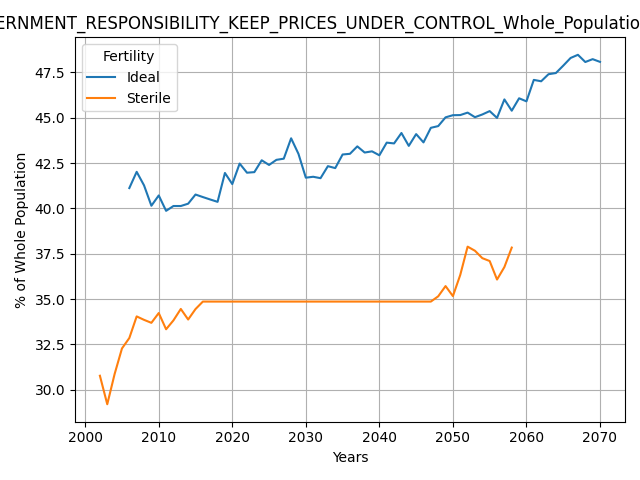 ERNMENT_RESPONSIBILITY_KEEP_PRICES_UNDER_CONTROL_Whole_Populatio
Fertility
Ideal
Sterile
% of Whole Population
47.5
45.0
42.5
40.0
37.5
35.0
32.5
30.0
2000 2010 2020 2030 2040 2050 2060 2070
Years